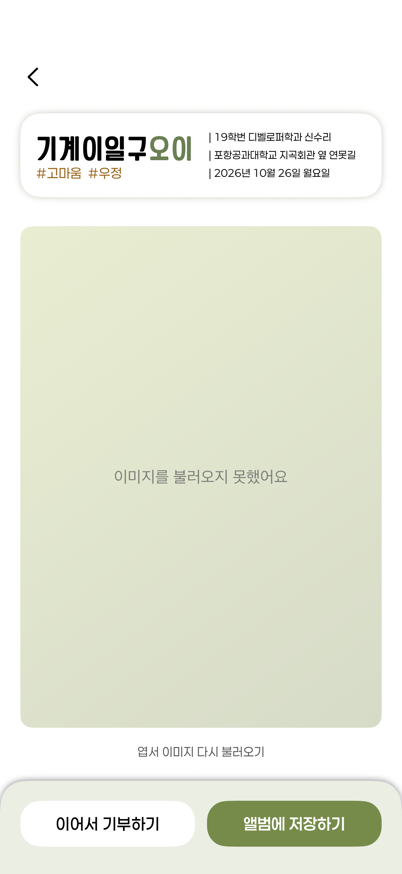 기계이일구오이
#고마움 #우정
| 19학번 디벨로퍼학과 신수리
| 포항공과대학교 지곡회관 옆 연못길
| 2026년 10월 26일 월요일
이미지를 불러오지 못했어요
엽서 이미지 다시 불러오기
이어서 기부하기
앨범에 저장하기